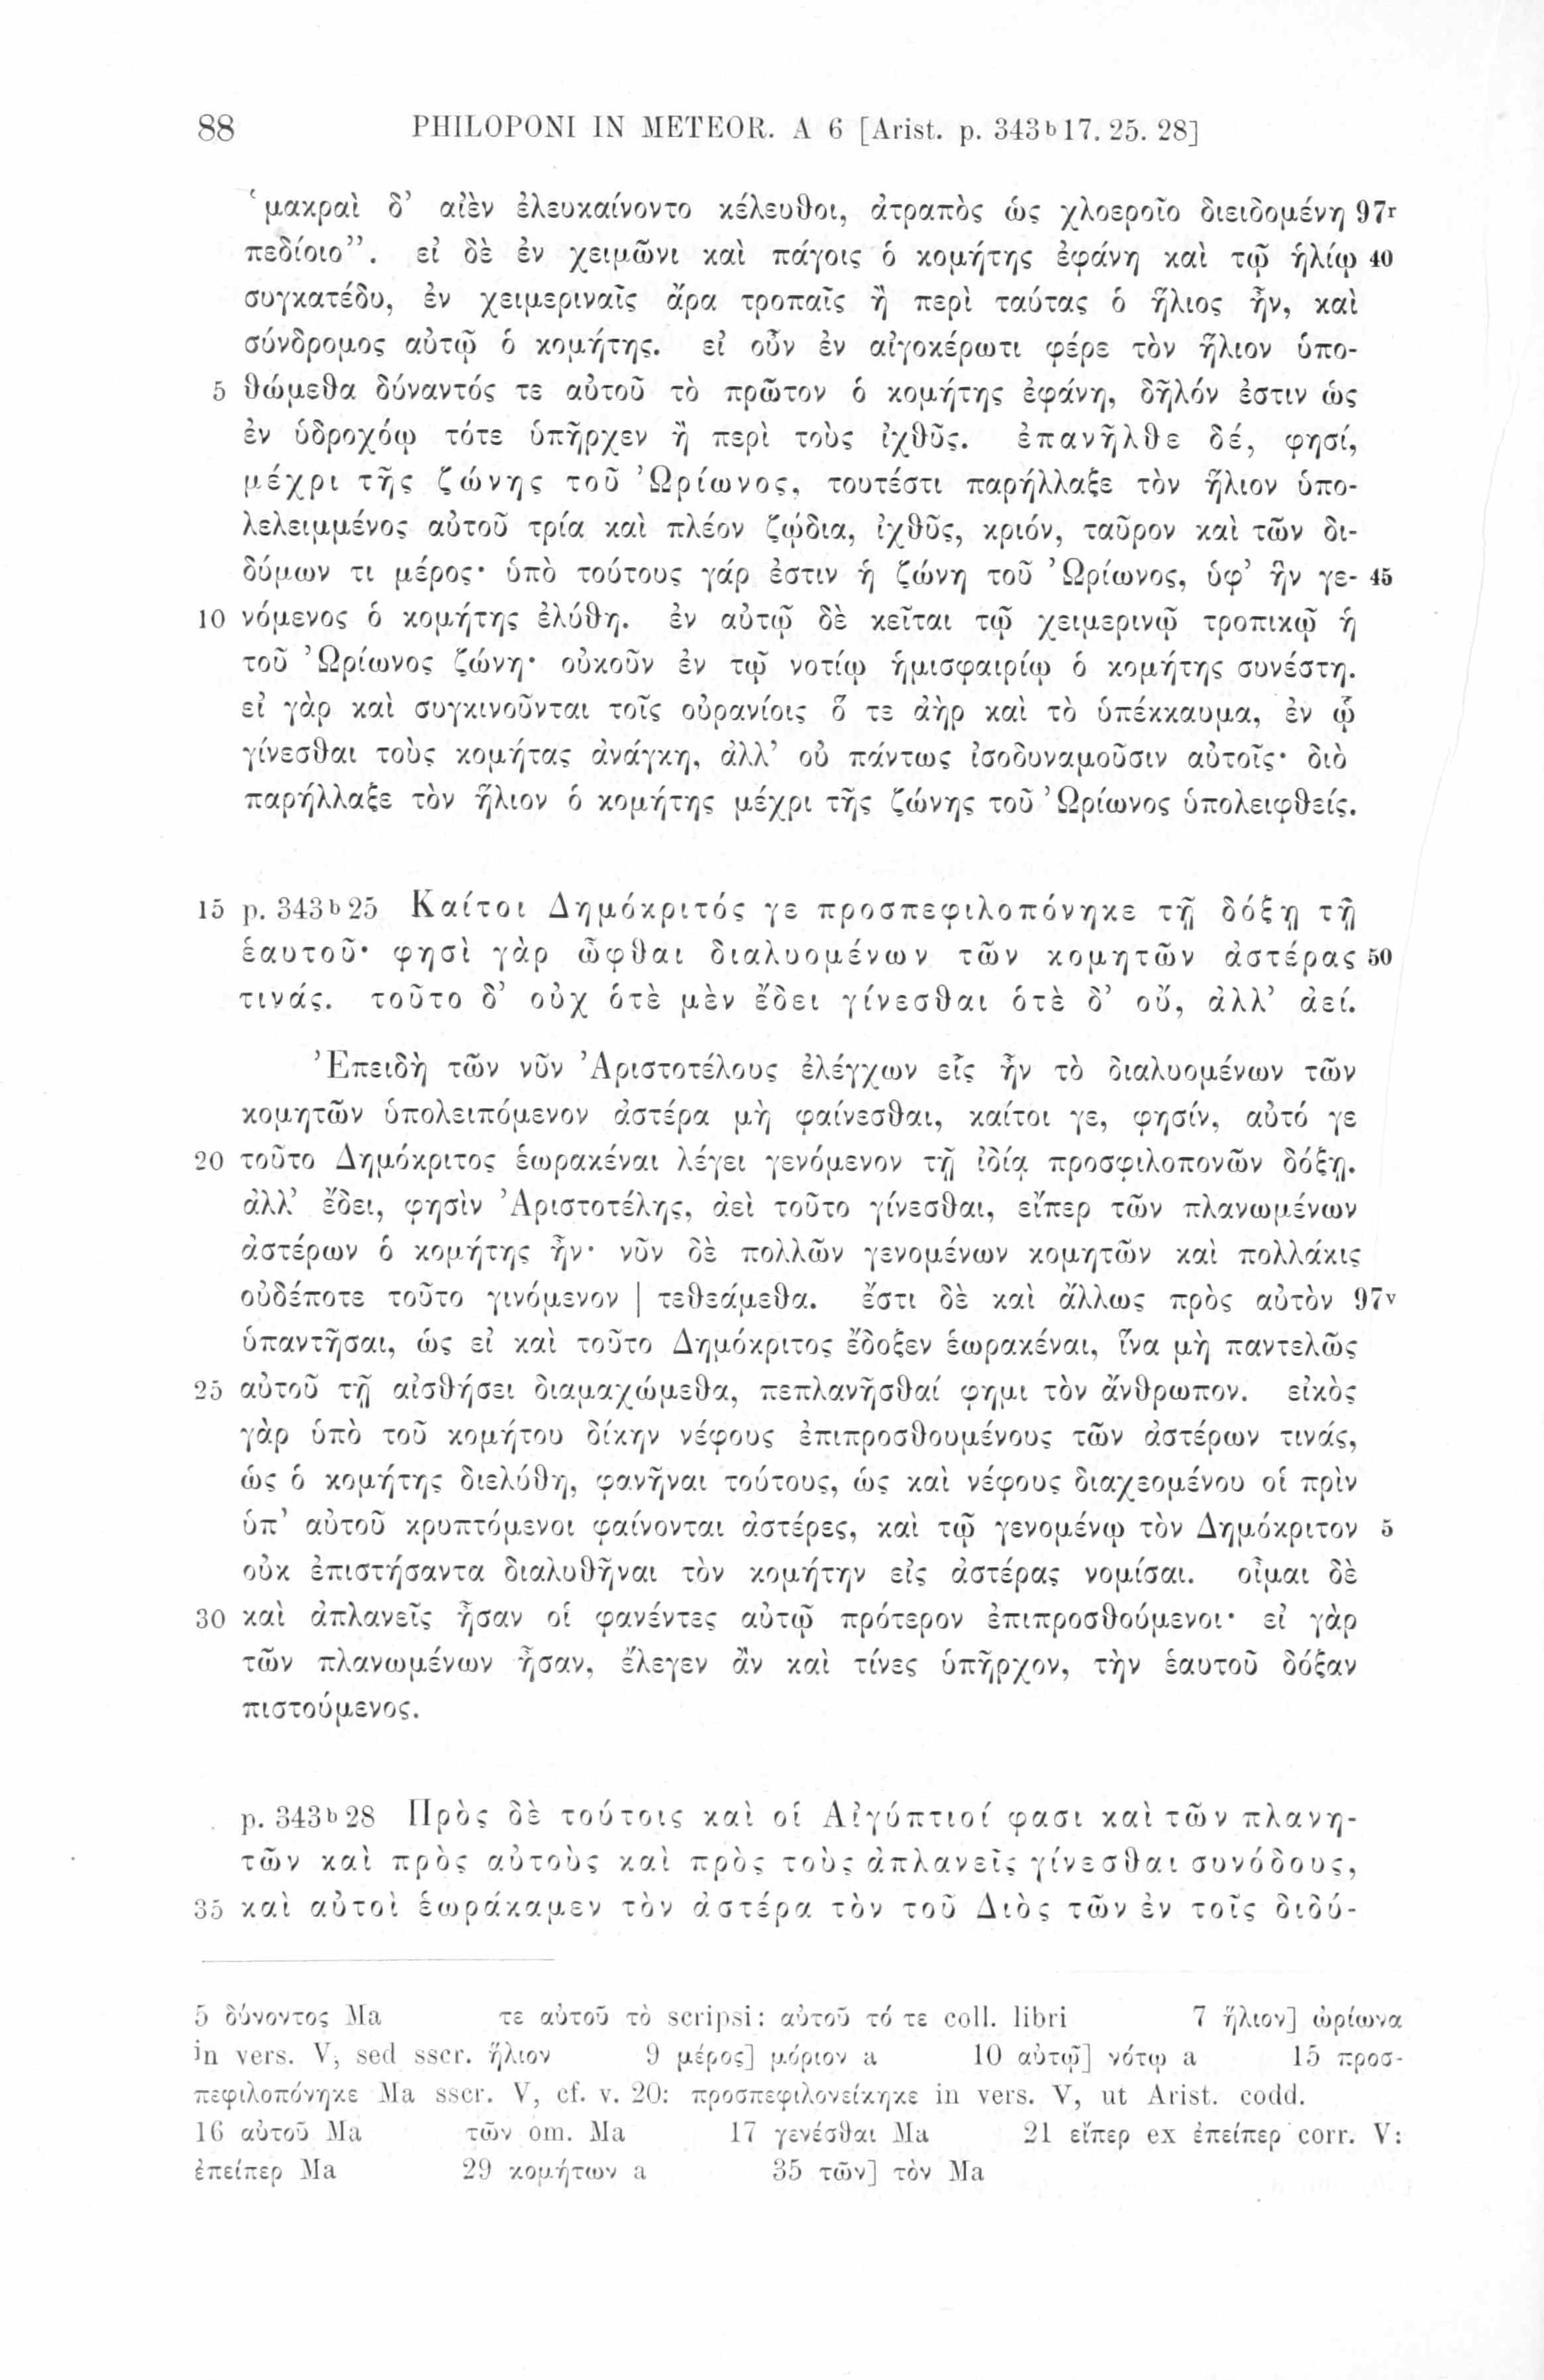 88 PHILOPONI IN METEOR. A 6 [Arist. p. 343ᵇ17. 25. 28]
‘μακραὶ δ’ αἰὲν ἐλευκαίνοντο κέλευθοι, ἀτραπὸς ὡς χλοεροῖο διειδομένη 97r
πεδίοιο”. εἰ δὲ ἐν χειμῶνι καὶ πάγοις ὁ κομήτης ἐφάνη καὶ τῷ ἡλίῳ 40
συγκατέδυ, ἐν χειμεριναῖς ἄρα τροπαῖς ἢ περὶ ταύτας ὁ ἥλιος ἦν, καὶ
σύνδρομος αὐτῷ ὁ κομήτης. εἰ οὖν ἐν αἰγοκέρωτι φέρε τὸν ἥλιον ὑπο-
5 θώμεθα δύναντός τε αὐτοῦ τὸ πρῶτον ὁ κομήτης ἐφάνη, δῆλόν ἐστιν ὡς
ἐν ὑδροχόῳ τότε ὑπῆρχεν ἢ περὶ τοὺς ἰχθῦς. ἐπανῆλθε δέ, φησί,
μέχρι τῆς ζώνης τοῦ Ὠρίωνος, τουτέστι παρήλλαξε τὸν ἥλιον ὑπο-
λελειμμένος αὐτοῦ τρία καὶ πλέον ζῴδια, ἰχθῦς, κριόν, ταῦρον καὶ τῶν δι-
δύμων τι μέρος· ὑπὸ τούτους γάρ ἐστιν ἡ ζώνη τοῦ Ὠρίωνος, ὑφ’ ἣν γε- 45
10 νόμενος ὁ κομήτης ἐλύθη. ἐν αὐτῷ δὲ κεῖται τῷ χειμερινῷ τροπικῷ ἡ
τοῦ Ὠρίωνος ζώνη· οὐκοῦν ἐν τῷ νοτίῳ ἡμισφαιρίῳ ὁ κομήτης συνέστη.
εἰ γὰρ καὶ συγκινοῦνται τοῖς οὐρανίοις ὅ τε ἀὴρ καὶ τὸ ὑπέκκαυμα, ἐν ᾧ
γίνεσθαι τοὺς κομήτας ἀνάγκη, ἀλλ’ οὐ πάντως ἰσοδυναμοῦσιν αὐτοῖς· διὸ
παρήλλαξε τὸν ἥλιον ὁ κομήτης μέχρι τῆς ζώνης τοῦ Ὠρίωνος ὑπολειφθείς.
15 p. 343ᵇ25 Καίτοι Δημόκριτός γε προσπεφιλοπόνηκε τῇ δόξῃ τῇ
ἑαυτοῦ· φησὶ γὰρ ὦφθαι διαλυομένων τῶν κομητῶν ἀστέρας 50
τινάς. τοῦτο δ’ οὐχ ὁτὲ μὲν ἔδει γίνεσθαι ὁτὲ δ’ οὔ, ἀλλ’ ἀεί.
Ἐπειδὴ τῶν νῦν Ἀριστοτέλους ἐλέγχων εἷς ἦν τὸ διαλυομένων τῶν
κομητῶν ὑπολειπόμενον ἀστέρα μὴ φαίνεσθαι, καίτοι γε, φησίν, αὐτό γε
20 τοῦτο Δημόκριτος ἑωρακέναι λέγει γενόμενον τῇ ἰδίᾳ προσφιλοπονῶν δόξῃ.
ἀλλ’ ἔδει, φησὶν Ἀριστοτέλης, ἀεὶ τοῦτο γίνεσθαι, εἴπερ τῶν πλανωμένων
ἀστέρων ὁ κομήτης ἦν· νῦν δὲ πολλῶν γενομένων κομητῶν καὶ πολλάκις
οὐδέποτε τοῦτο γινόμενον | τεθεάμεθα. ἔστι δὲ καὶ ἄλλως πρὸς αὐτὸν 97v
ὑπαντῆσαι, ὡς εἰ καὶ τοῦτο Δημόκριτος ἔδοξεν ἑωρακέναι, ἵνα μὴ παντελῶς
25 αὐτοῦ τῇ αἰσθήσει διαμαχώμεθα, πεπλανῆσθαί φημι τὸν ἄνθρωπον. εἰκὸς
γὰρ ὑπὸ τοῦ κομήτου δίκην νέφους ἐπιπροσθουμένους τῶν ἀστέρων τινάς,
ὡς ὁ κομήτης διελύθη, φανῆναι τούτους, ὡς καὶ νέφους διαχεομένου οἱ πρὶν
ὑπ’ αὐτοῦ κρυπτόμενοι φαίνονται ἀστέρες, καὶ τῷ γενομένῳ τὸν Δημόκριτον 5
οὐκ ἐπιστήσαντα διαλυθῆναι τὸν κομήτην εἰς ἀστέρας νομίσαι. οἶμαι δὲ
30 καὶ ἀπλανεῖς ἦσαν οἱ φανέντες αὐτῷ πρότερον ἐπιπροσθούμενοι· εἰ γὰρ
τῶν πλανωμένων ἦσαν, ἔλεγεν ἂν καὶ τίνες ὑπῆρχον, τὴν ἑαυτοῦ δόξαν
πιστούμενος.
p. 343ᵇ28 Πρὸς δὲ τούτοις καὶ οἱ Αἰγύπτιοί φασι καὶ τῶν πλανη-
τῶν καὶ πρὸς αὑτοὺς καὶ πρὸς τοὺς ἀπλανεῖς γίνεσθαι συνόδους,
35 καὶ αὐτοὶ ἑωράκαμεν τὸν ἀστέρα τὸν τοῦ Διὸς τῶν ἐν τοῖς διδύ-
5 δύνοντος Ma τε αὐτοῦ τὸ scripsi: αὐτοῦ τό τε coll. libri 7 ἥλιον] ὠρίωνα
in vers. V, sed sscr. ἥλιον 9 μέρος] μόριον a 10 αὐτῷ] νότῳ a 15 προσ-
πεφιλοπόνηκε Ma sscr. V, cf. v. 20: προσπεφιλονείκηκε in vers. V, ut Arist. codd.
16 αὑτοῦ Ma τῶν om. Ma 17 γενέσθαι Ma 21 εἴπερ ex ἐπείπερ corr. V:
ἐπείπερ Ma 29 κομήτων a 35 τῶν] τὸν Ma